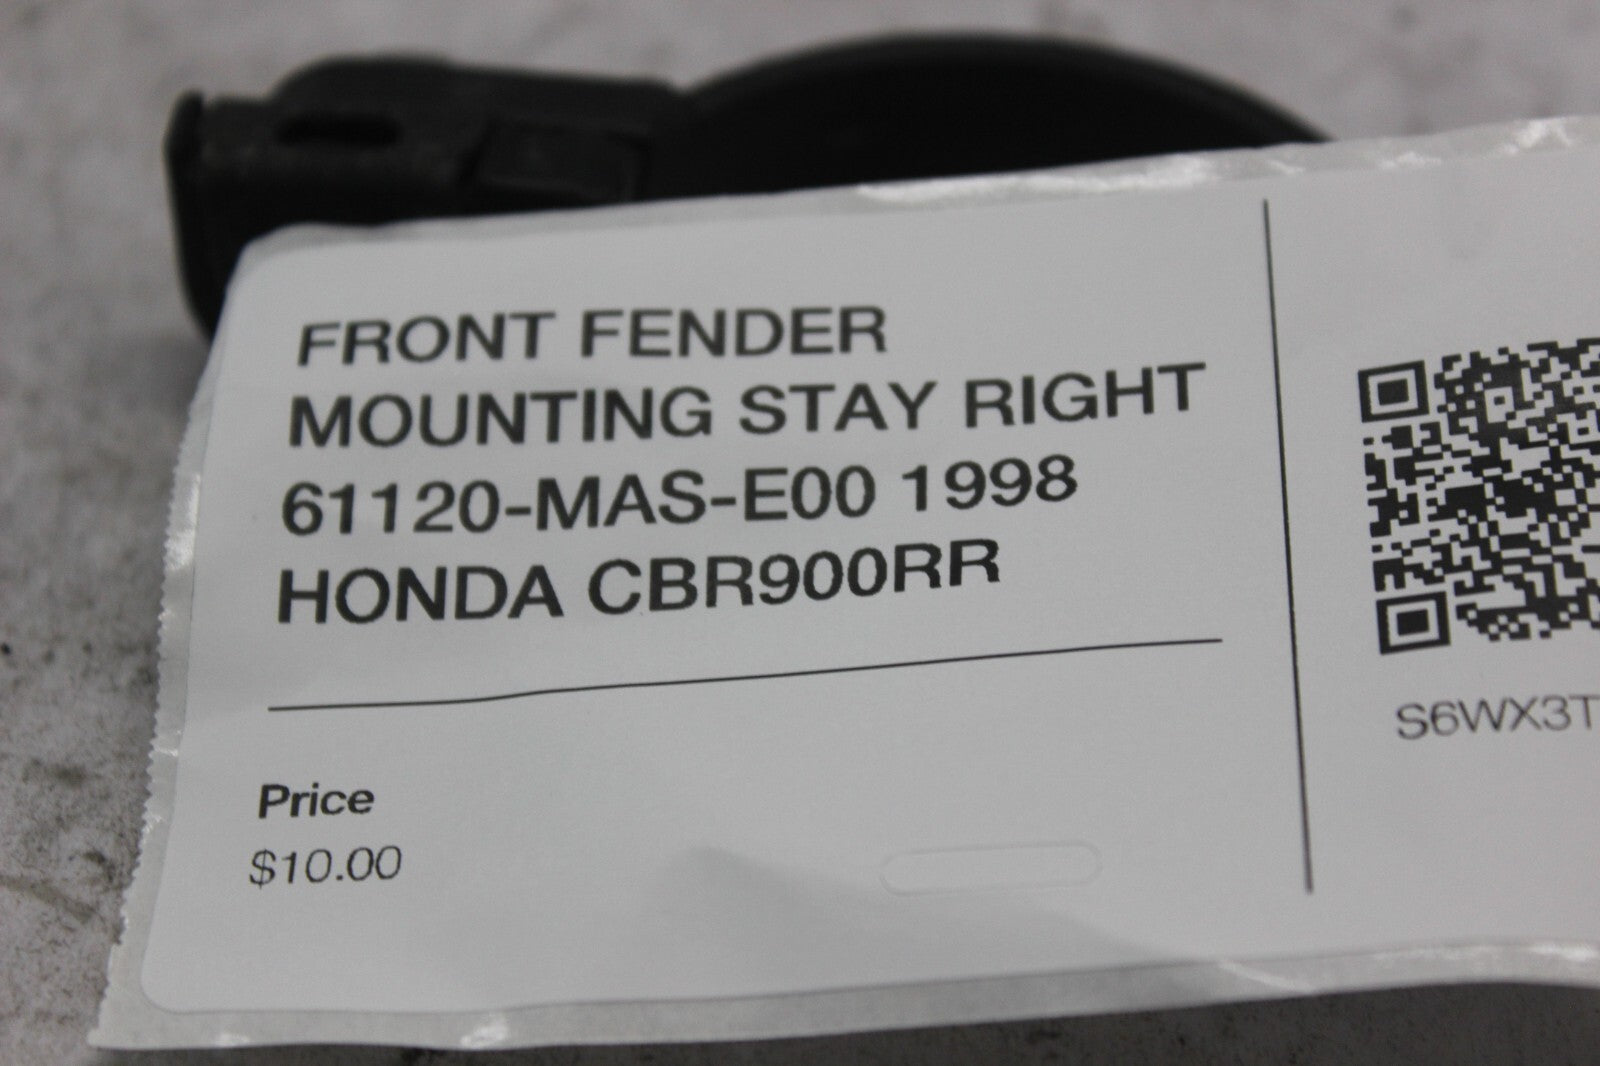 FRONT FENDER
MOUNTING STAY RIGHT
61120-MAS-E00 1998
HONDA CBR900RR
Price
$10.00
S6WX3T